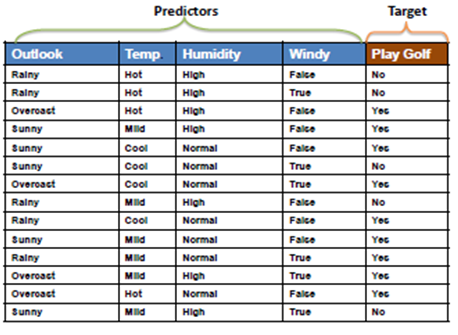 Predictors Target
Outlook Temp. Humidity Windy Play Golf
Rainy Hot High False No
Rainy Hot High True No
Overcast Hot High False Yes
Sunny Mild High False Yes
Sunny Cool Normal False Yes
Sunny Cool Normal True No
Overcast Cool Normal True Yes
Rainy Mild High False No
Rainy Cool Normal False Yes
Sunny Mild Normal False Yes
Rainy Mild Normal True Yes
Overcast Mild High True Yes
Overcast Hot Normal False Yes
Sunny Mild High True No